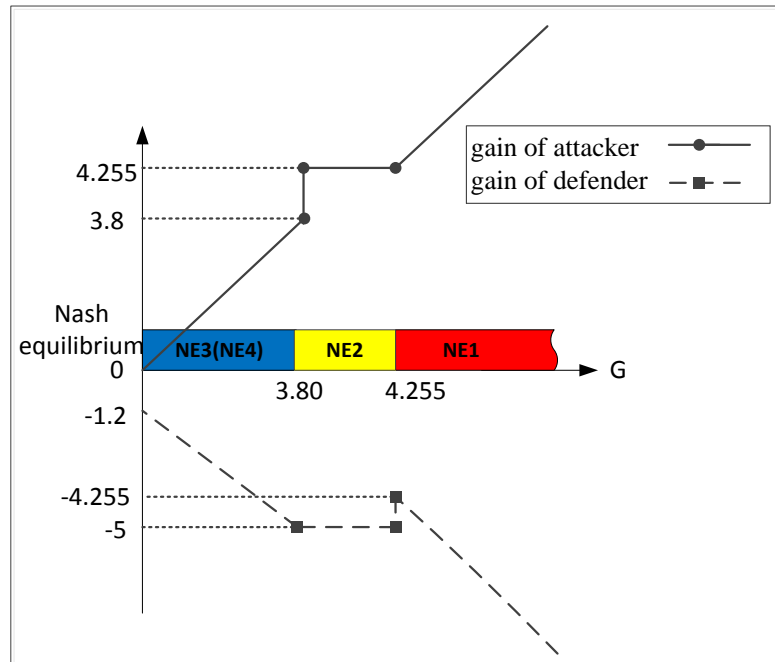 gain of attacker
gain of defender
4.255
3.8
Nash
equilibrium
NE3(NE4)
NE2
NE1
0
G
3.80
4.255
-1.2
-4.255
-5